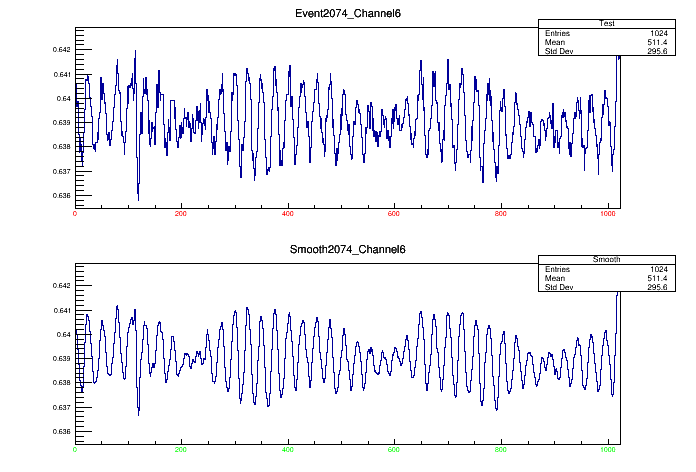 Event2074_Channel6
Test
Entries 1024
Mean 511.4
Std Dev 295.6
0.642
0.641
0.64
0.639
0.638
0.637
0.636
0 200 400 600 800 1000
Smooth2074_Channel6
Smooth
Entries 1024
Mean 511.4
Std Dev 295.6
0.642
0.641
0.64
0.639
0.638
0.637
0.636
0 200 400 600 800 1000